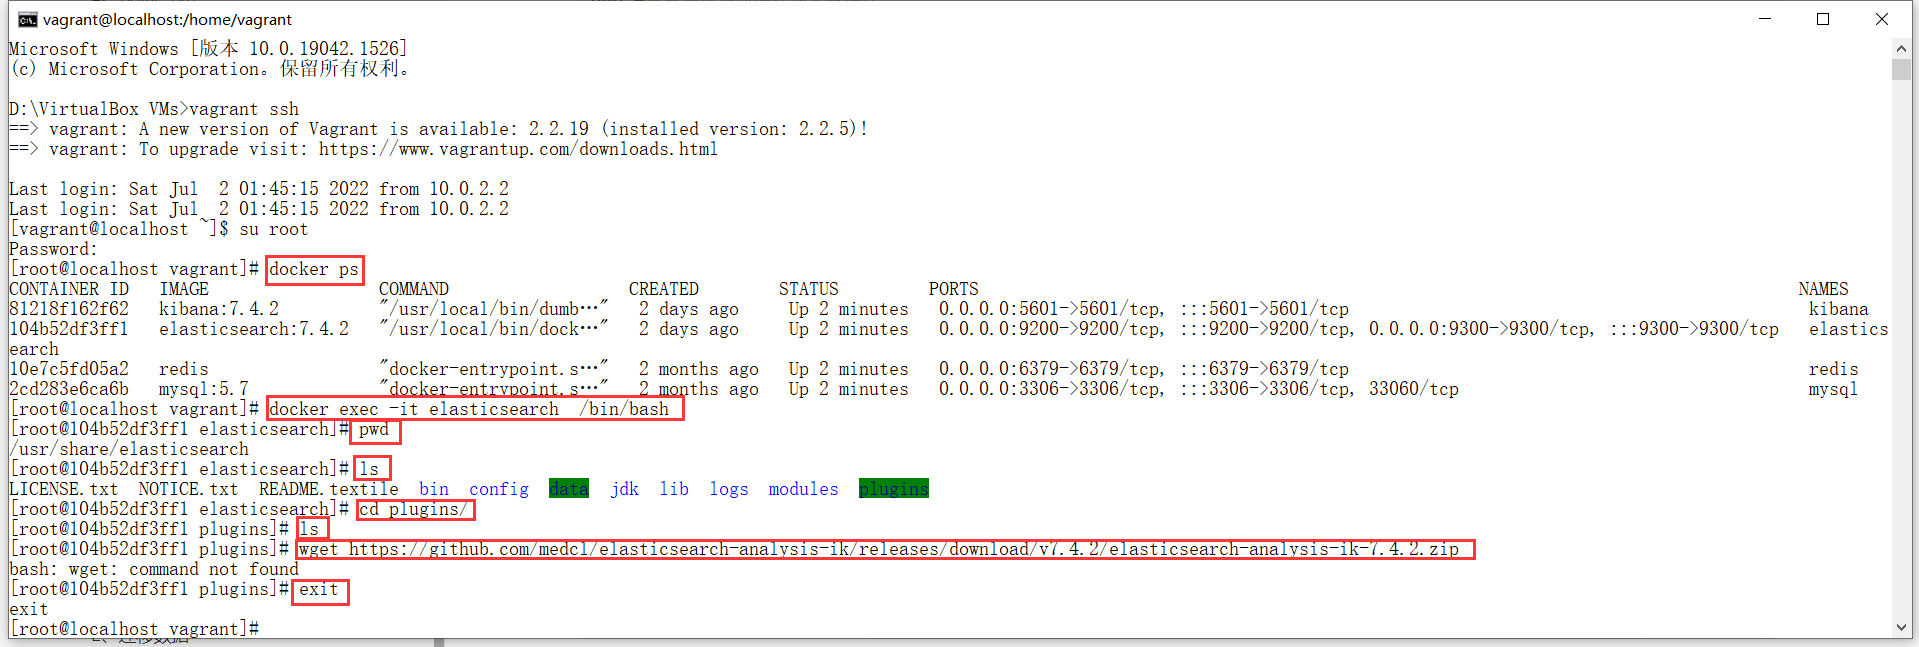 vagrant@localhost:/home/vagrant
Microsoft Windows [版本 10.0.19042.1526]
(c) Microsoft Corporation。保留所有权利。
D:\VirtualBox VMs>vagrant ssh
==> vagrant: A new version of Vagrant is available: 2.2.19 (installed version: 2.2.5)!
==> vagrant: To upgrade visit: https://www.vagrantup.com/downloads.html
Last login: Sat Jul  2 01:45:15 2022 from 10.0.2.2
Last login: Sat Jul  2 01:45:15 2022 from 10.0.2.2
[vagrant@localhost ~]$ su root
Password:
[root@localhost vagrant]# docker ps
CONTAINER ID   IMAGE                 COMMAND                  CREATED        STATUS         PORTS                                                                                  NAMES
81218f162f62   kibana:7.4.2          "/usr/local/bin/dumb…"   2 days ago     Up 2 minutes   0.0.0.0:5601->5601/tcp, :::5601->5601/tcp                                              kibana
104b52df3ff1   elasticsearch:7.4.2   "/usr/local/bin/dock…"   2 days ago     Up 2 minutes   0.0.0.0:9200->9200/tcp, :::9200->9200/tcp, 0.0.0.0:9300->9300/tcp, :::9300->9300/tcp   elastics
earch
10e7c5fd05a2   redis                 "docker-entrypoint.s…"   2 months ago   Up 2 minutes   0.0.0.0:6379->6379/tcp, :::6379->6379/tcp                                              redis
2cd283e6ca6b   mysql:5.7             "docker-entrypoint.s…"   2 months ago   Up 2 minutes   0.0.0.0:3306->3306/tcp, :::3306->3306/tcp, 33060/tcp                                   mysql
[root@localhost vagrant]# docker exec -it elasticsearch  /bin/bash
[root@104b52df3ff1 elasticsearch]# pwd
/usr/share/elasticsearch
[root@104b52df3ff1 elasticsearch]# ls
LICENSE.txt  NOTICE.txt  README.textile  bin  config  data  jdk  lib  logs  modules  plugins
[root@104b52df3ff1 elasticsearch]# cd plugins/
[root@104b52df3ff1 plugins]# ls
[root@104b52df3ff1 plugins]# wget https://github.com/medcl/elasticsearch-analysis-ik/releases/download/v7.4.2/elasticsearch-analysis-ik-7.4.2.zip
bash: wget: command not found
[root@104b52df3ff1 plugins]# exit
exit
[root@localhost vagrant]#